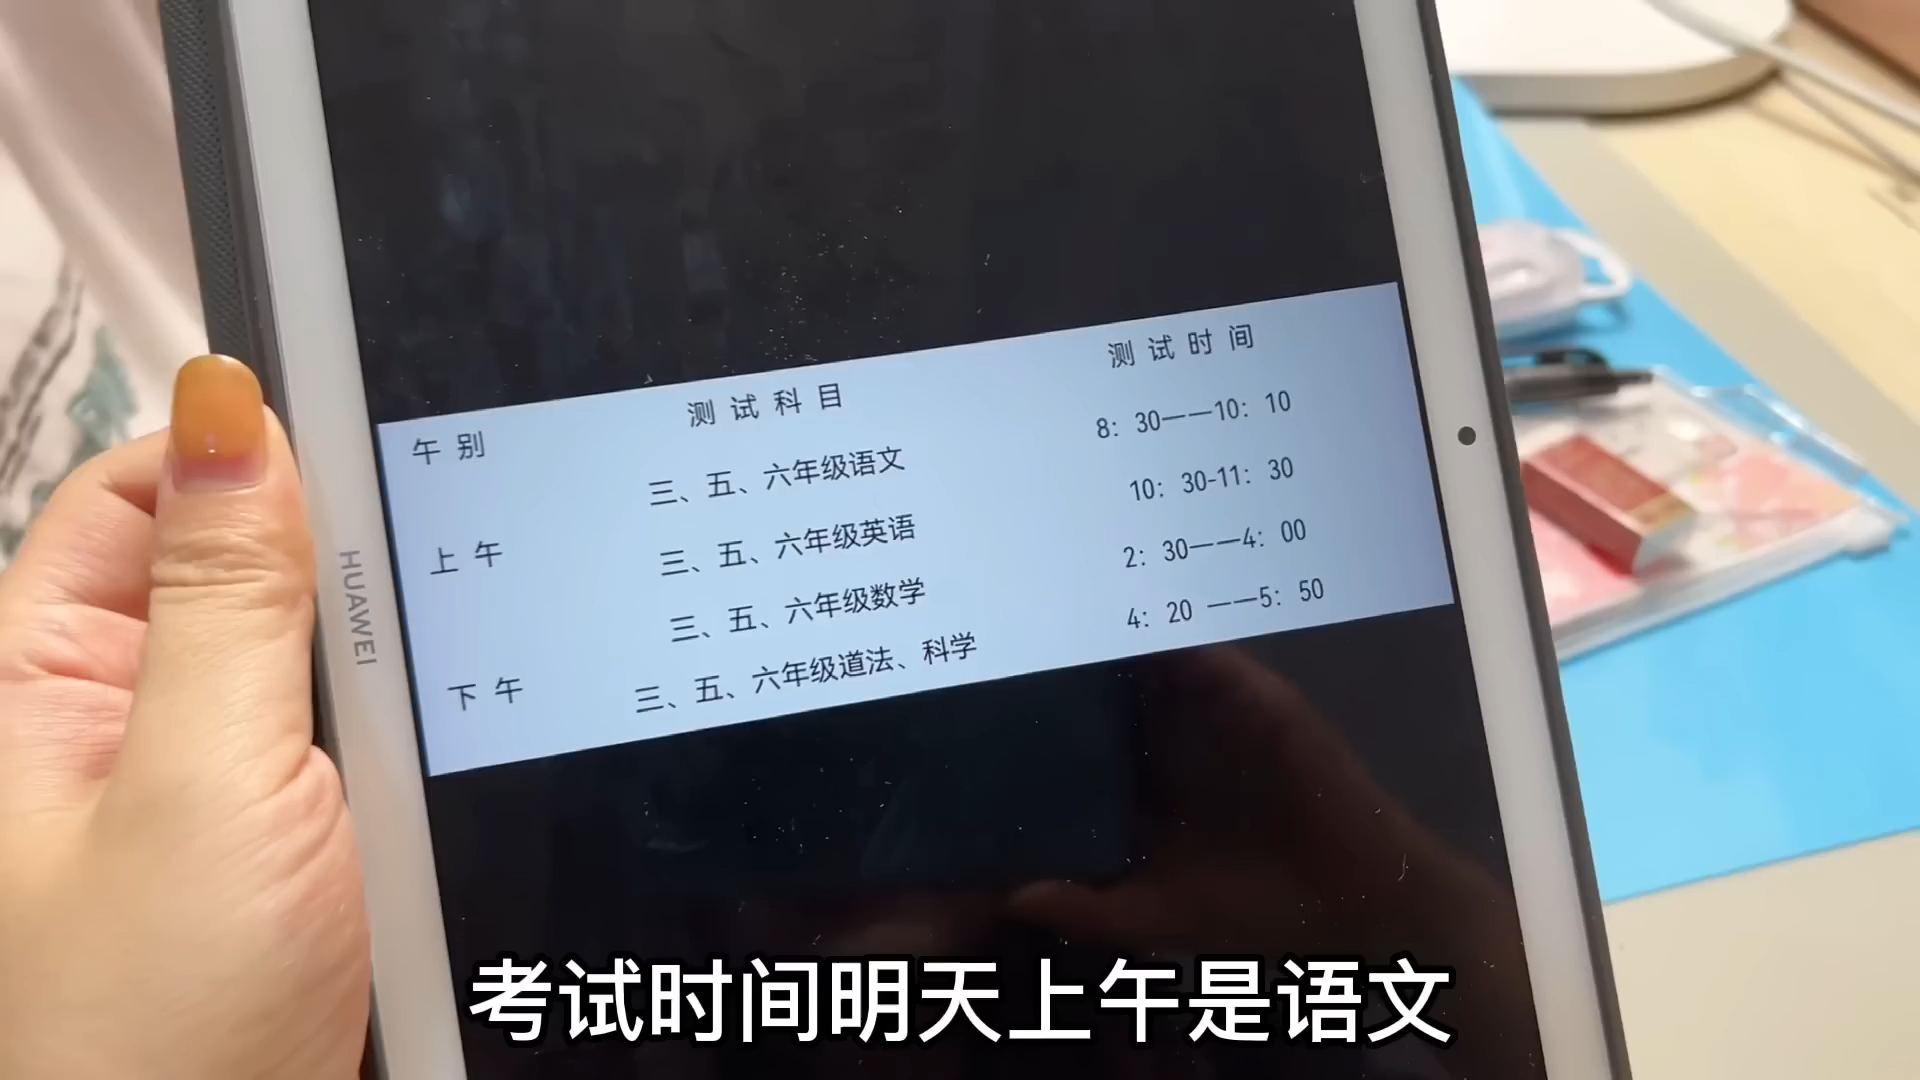 午别 测试科目 测试时间
三、五、六年级语文 8：30——10：10
上午 三、五、六年级英语 10：30-11：30
三、五、六年级数学 2：30——4：00
下午 三、五、六年级道法、科学 4：20 ——5：50
HUAWEI
考试时间明天上午是语文